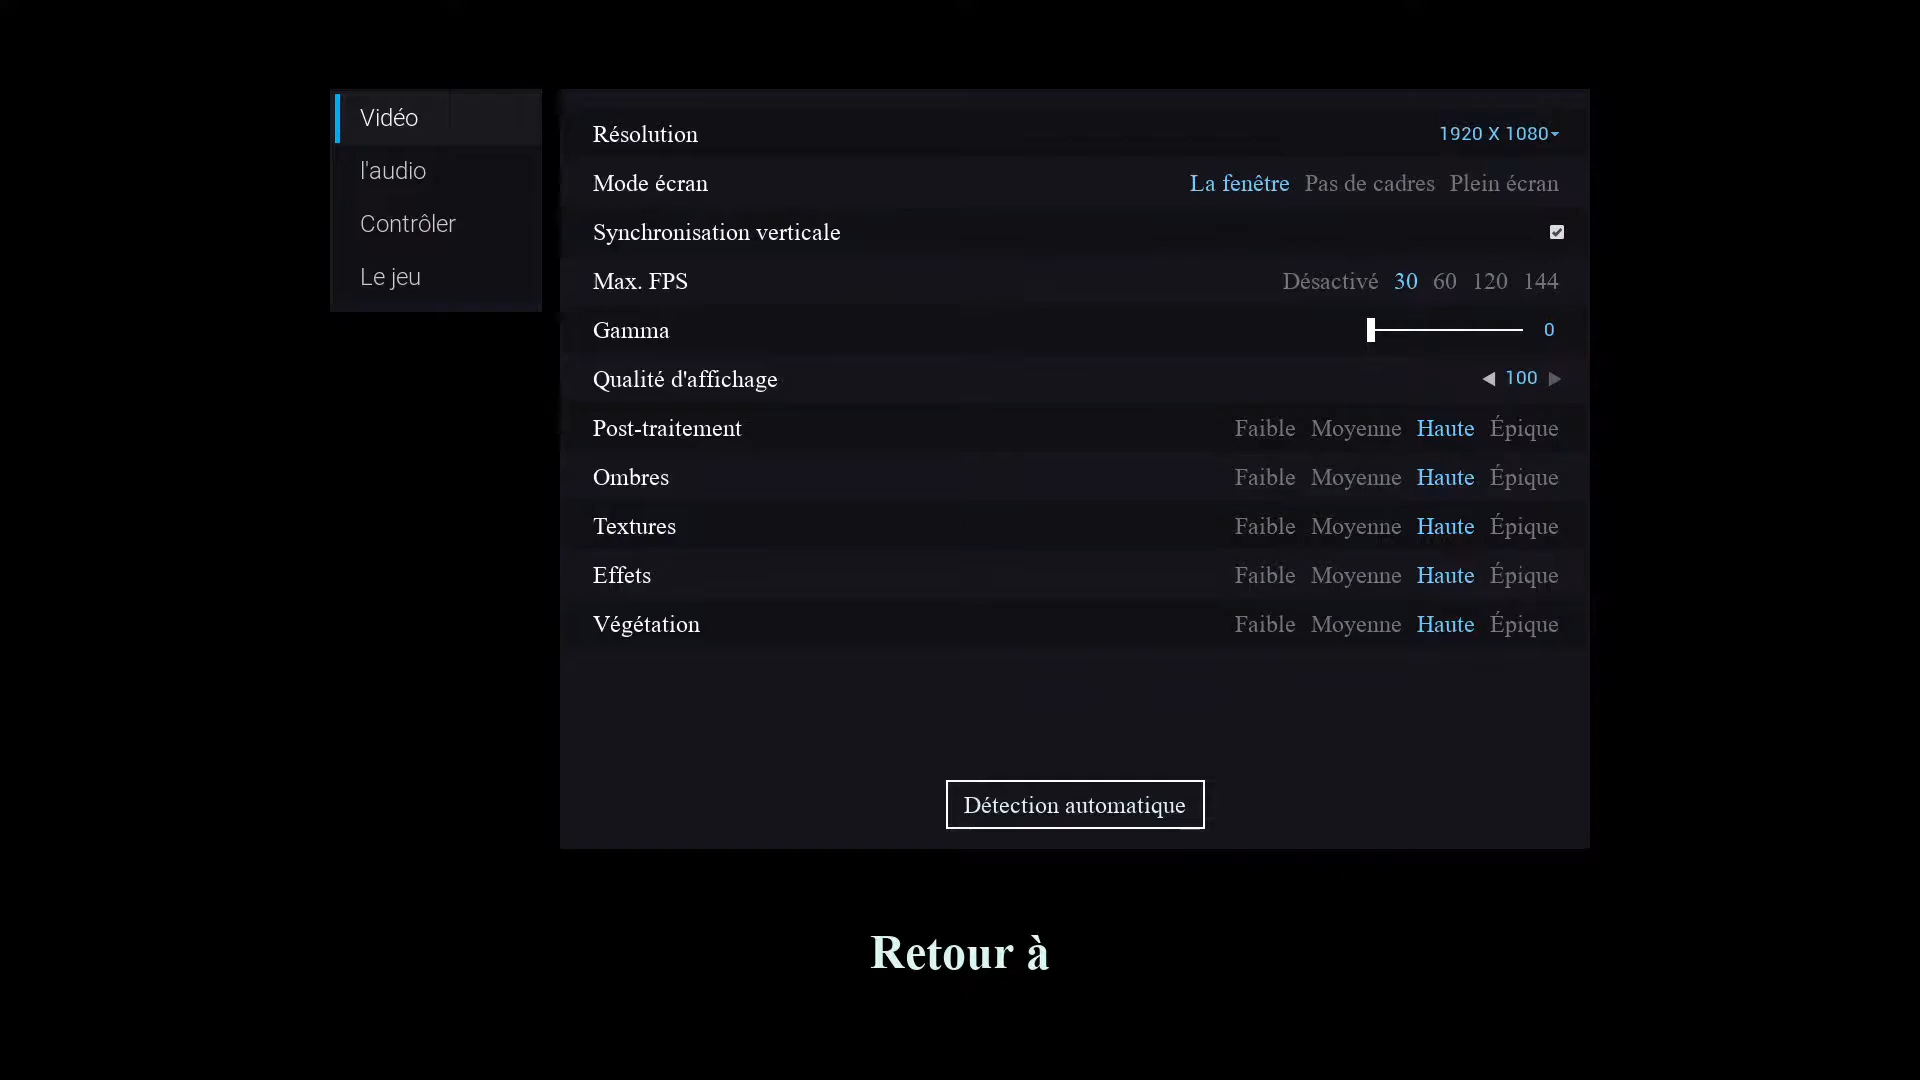 Vidéo
l'audio
Contrôler
Le jeu
Résolution 1920 X 1080
Mode écran La fenêtre Pas de cadres Plein écran
Synchronisation verticale
Max. FPS Désactivé 30 60 120 144
Gamma 0
Qualité d'affichage 100
Post-traitement Faible Moyenne Haute Épique
Ombres Faible Moyenne Haute Épique
Textures Faible Moyenne Haute Épique
Effets Faible Moyenne Haute Épique
Végétation Faible Moyenne Haute Épique
Détection automatique
Retour à